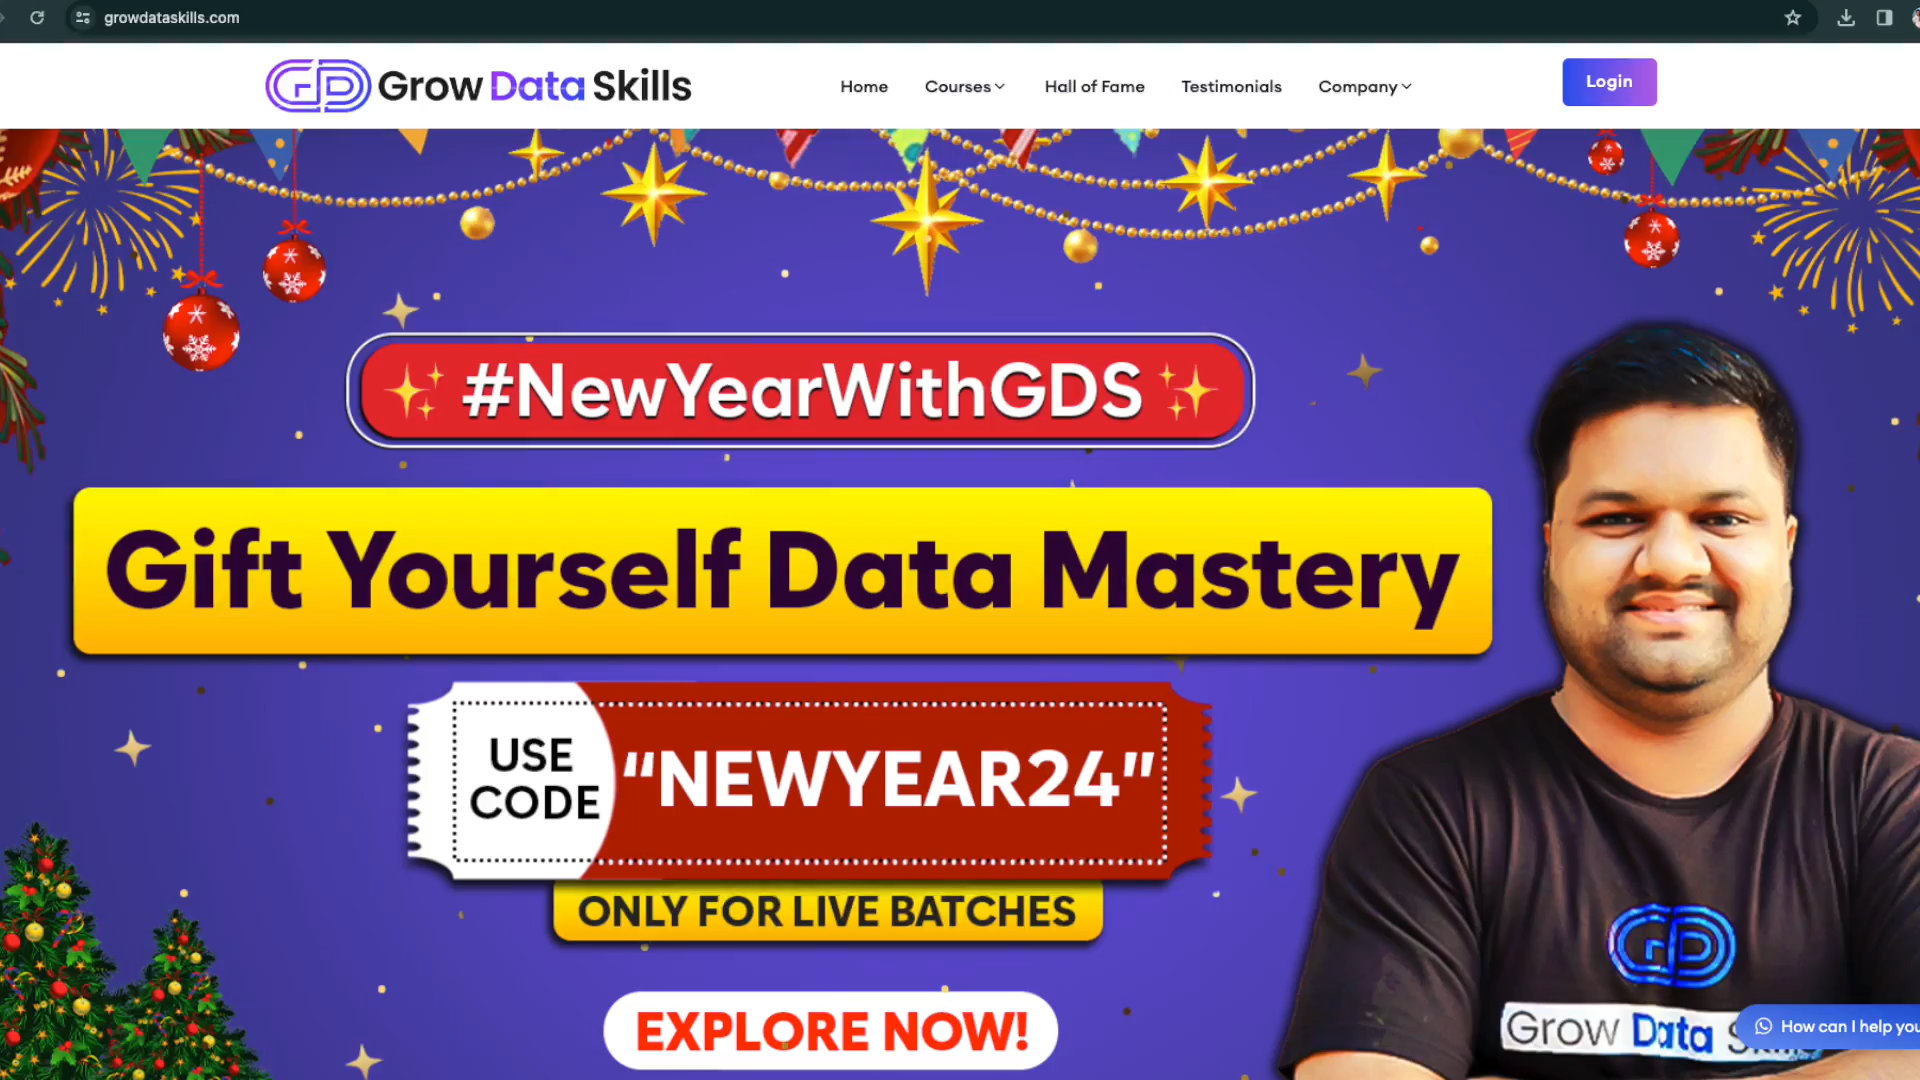 growdataskills.com
Grow Data Skills
Home
Courses
Hall of Fame
Testimonials
Company
Login
#NewYearWithGDS
Gift Yourself Data Mastery
USE
CODE
“NEWYEAR24”
ONLY FOR LIVE BATCHES
EXPLORE NOW!
Grow Data
How can I help you